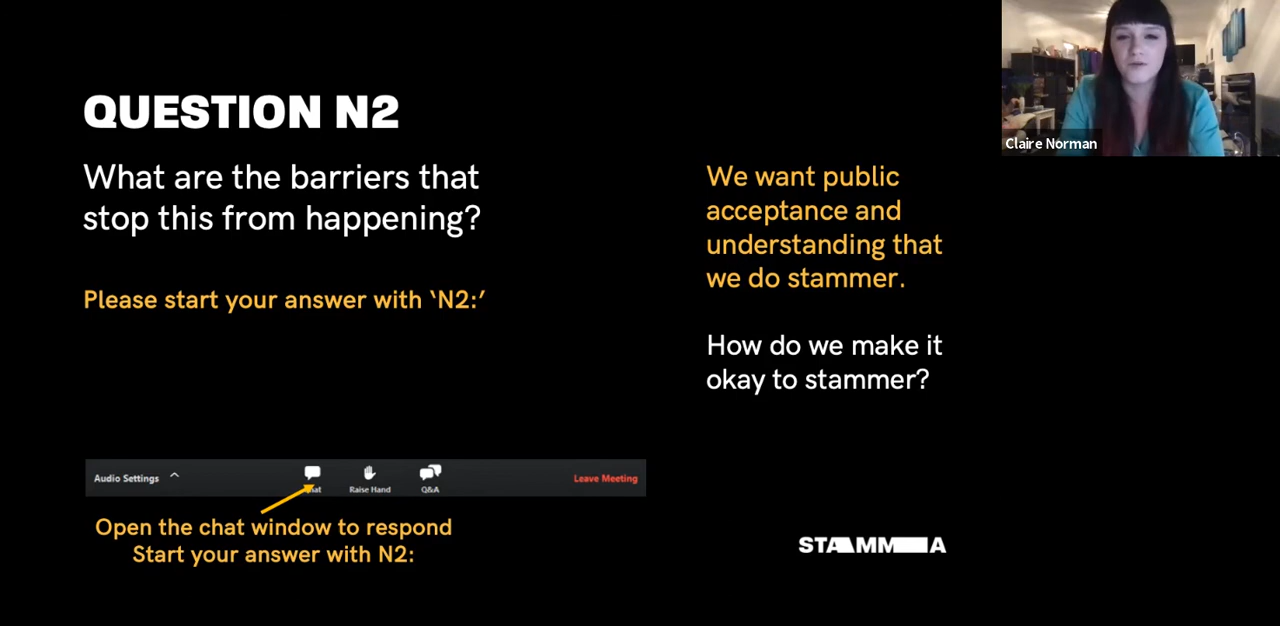 QUESTION N2
What are the barriers that
stop this from happening?
Please start your answer with ‘N2:’
We want public
acceptance and
understanding that
we do stammer.
How do we make it
okay to stammer?
Claire Norman
Audio Settings
Raise Hand
Q&A
Leave Meeting
Open the chat window to respond
Start your answer with N2:
STAMMA